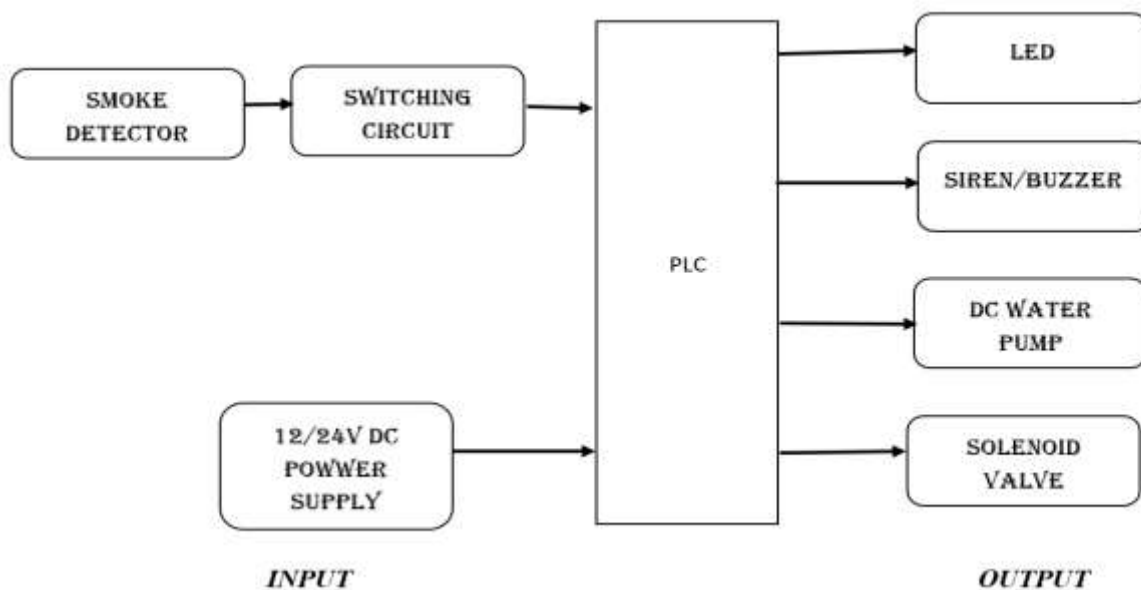 SMOKE
DETECTOR
SWITCHING
CIRCUIT
12/24V DC
POWWER
SUPPLY
INPUT
PLC
LED
SIREN/BUZZER
DC WATER
PUMP
SOLENOID
VALVE
OUTPUT